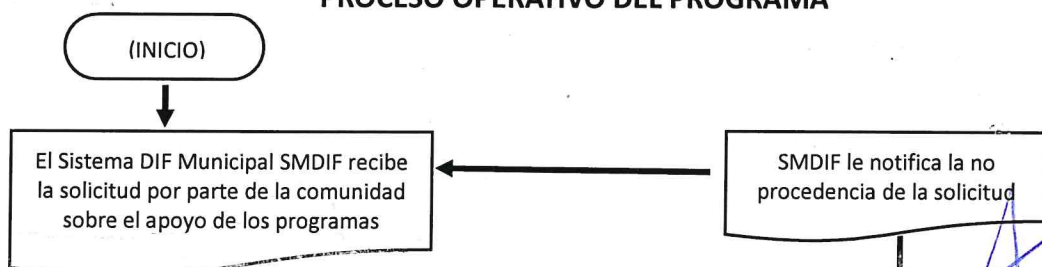 PROCESO OPERATIVO DEL PROGRAMA
(INICIO)
El Sistema DIF Municipal SMDIF recibe
la solicitud por parte de la comunidad
sobre el apoyo de los programas
SMDIF le notifica la no
procedencia de la solicitud